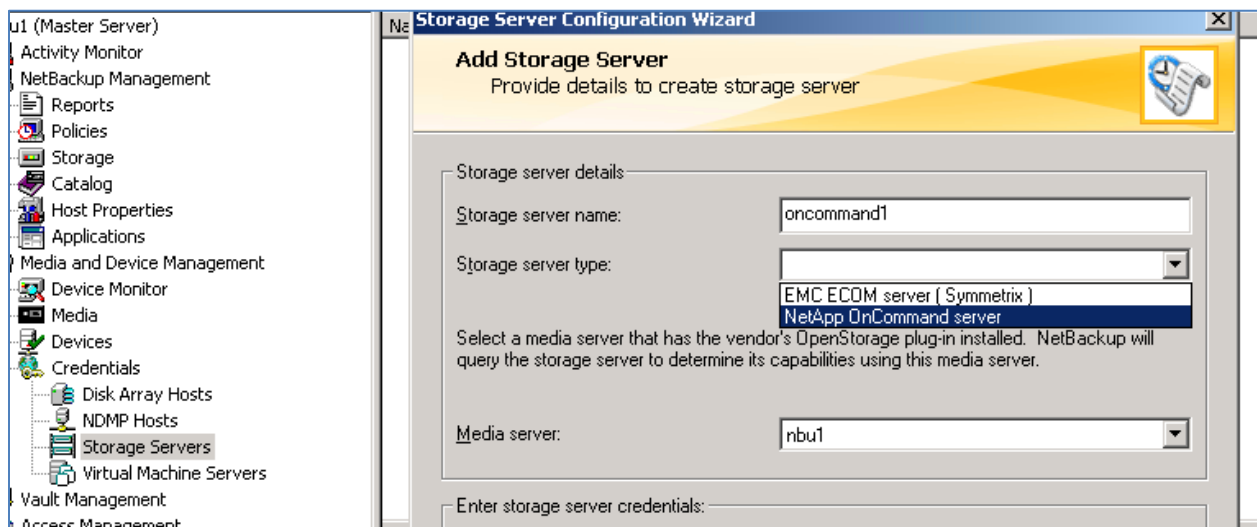 u1 (Master Server)
Activity Monitor
NetBackup Management
Reports
Policies
Storage
Catalog
Host Properties
Applications
Media and Device Management
Device Monitor
Media
Devices
Credentials
Disk Array Hosts
NDMP Hosts
Storage Servers
Virtual Machine Servers
Vault Management
Access Management
Na
Storage Server Configuration Wizard
Add Storage Server
Provide details to create storage server
Storage server details
Storage server name:
oncommand1
Storage server type:
EMC ECOM server ( Symmetrix )
NetApp OnCommand server
Select a media server that has the vendor's OpenStorage plug-in installed. NetBackup will
query the storage server to determine its capabilities using this media server.
Media server:
nbu1
Enter storage server credentials: